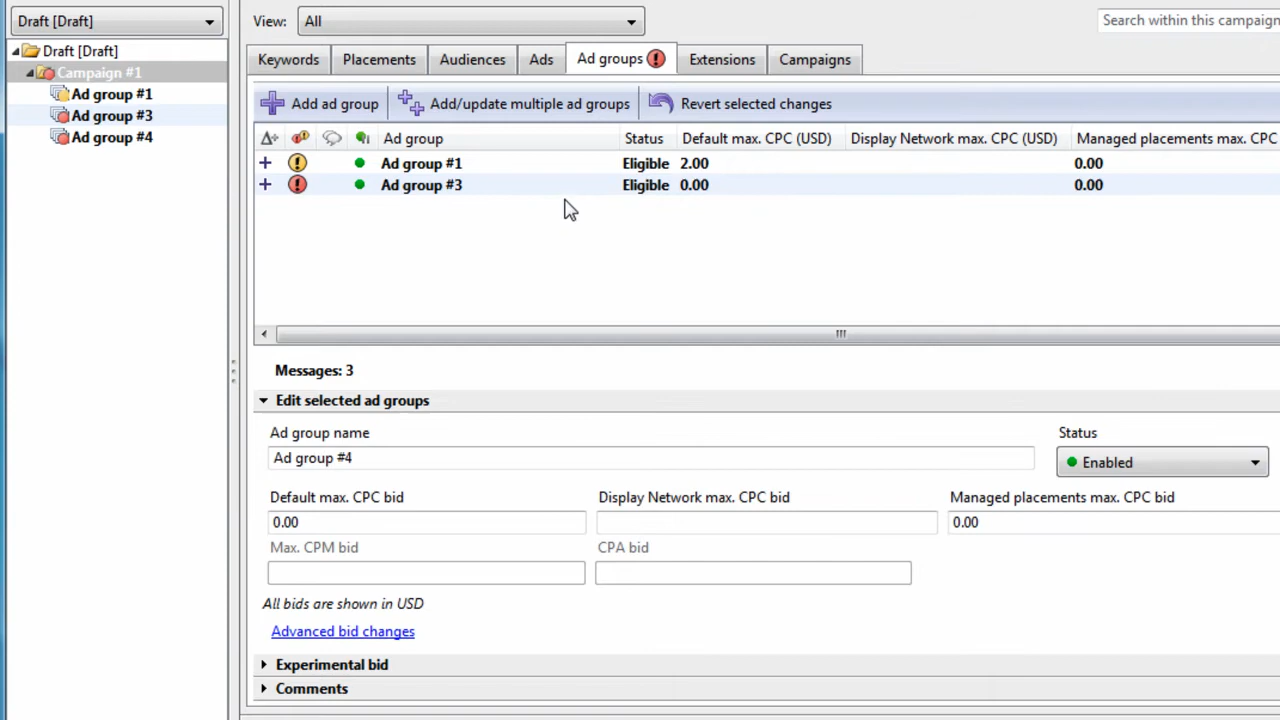 Draft [Draft]
View: All
Search within this campaign
Draft [Draft]
Campaign #1
Ad group #1
Ad group #3
Ad group #4
Keywords Placements Audiences Ads Ad groups Extensions Campaigns
Add ad group Add/update multiple ad groups Revert selected changes
Ad group Status Default max. CPC (USD) Display Network max. CPC (USD) Managed placements max. CPC
Ad group #1 Eligible 2.00 0.00
Ad group #3 Eligible 0.00 0.00
Messages: 3
Edit selected ad groups
Ad group name Status
Ad group #4 Enabled
Default max. CPC bid Display Network max. CPC bid Managed placements max. CPC bid
0.00 0.00
Max. CPM bid CPA bid
All bids are shown in USD
Advanced bid changes
Experimental bid
Comments